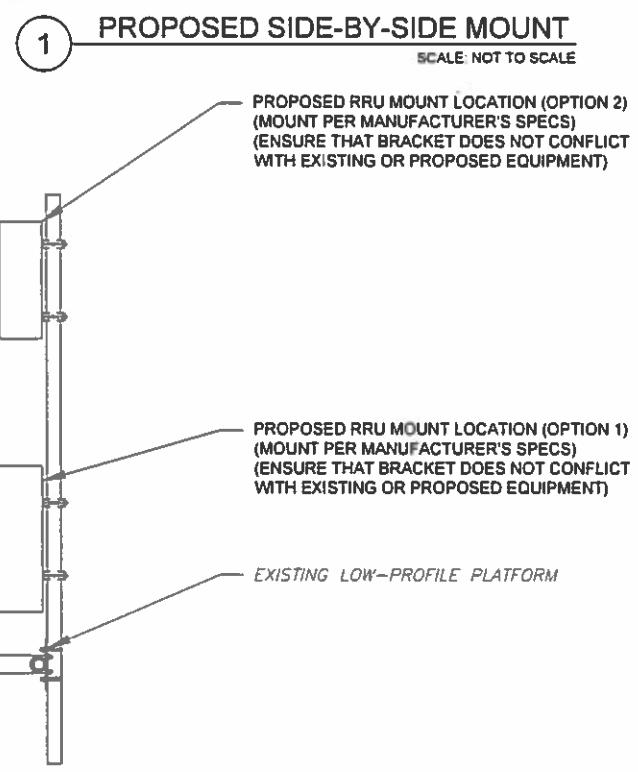 1
PROPOSED SIDE-BY-SIDE MOUNT
SCALE: NOT TO SCALE
PROPOSED RRU MOUNT LOCATION (OPTION 2)
(MOUNT PER MANUFACTURER'S SPECS)
(ENSURE THAT BRACKET DOES NOT CONFLICT
WITH EXISTING OR PROPOSED EQUIPMENT)
PROPOSED RRU MOUNT LOCATION (OPTION 1)
(MOUNT PER MANUFACTURER'S SPECS)
(ENSURE THAT BRACKET DOES NOT CONFLICT
WITH EXISTING OR PROPOSED EQUIPMENT)
EXISTING LOW-PROFILE PLATFORM